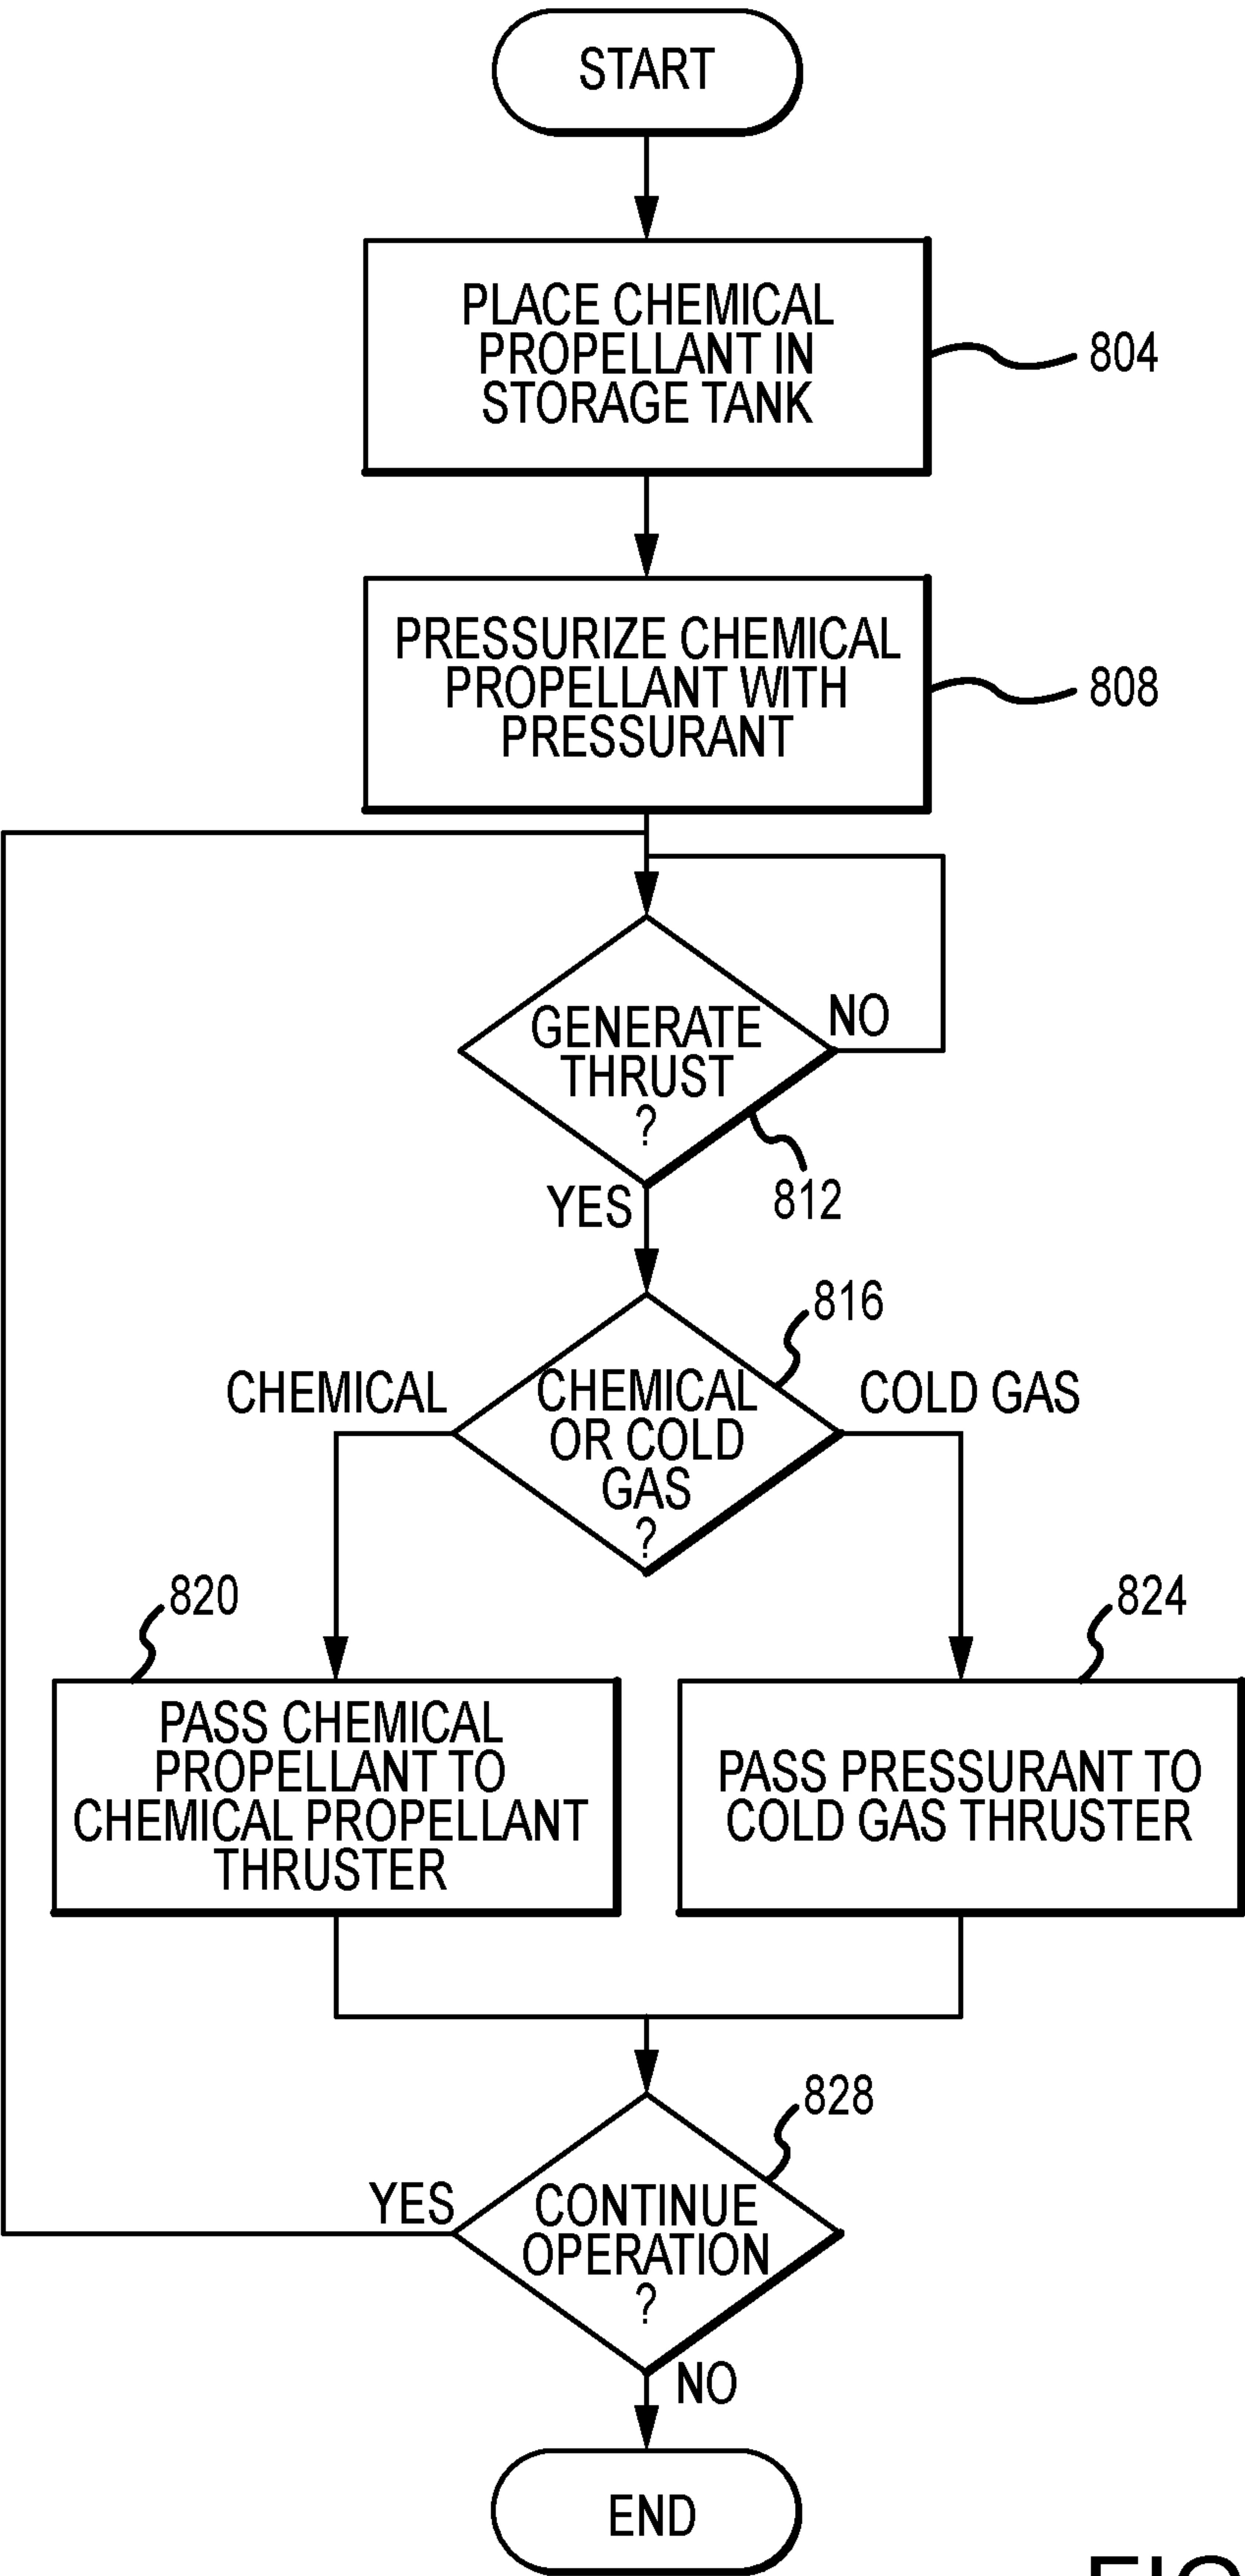 START
PLACE CHEMICAL
PROPELLANT IN
STORAGE TANK
804
PRESSURIZE CHEMICAL
PROPELLANT WITH
PRESSURANT
808
GENERATE
THRUST
?
NO
812
YES
816
CHEMICAL
CHEMICAL
OR COLD
GAS
?
COLD GAS
820
824
PASS CHEMICAL
PROPELLANT TO
CHEMICAL PROPELLANT
THRUSTER
PASS PRESSURANT TO
COLD GAS THRUSTER
828
YES
CONTINUE
OPERATION
?
NO
END